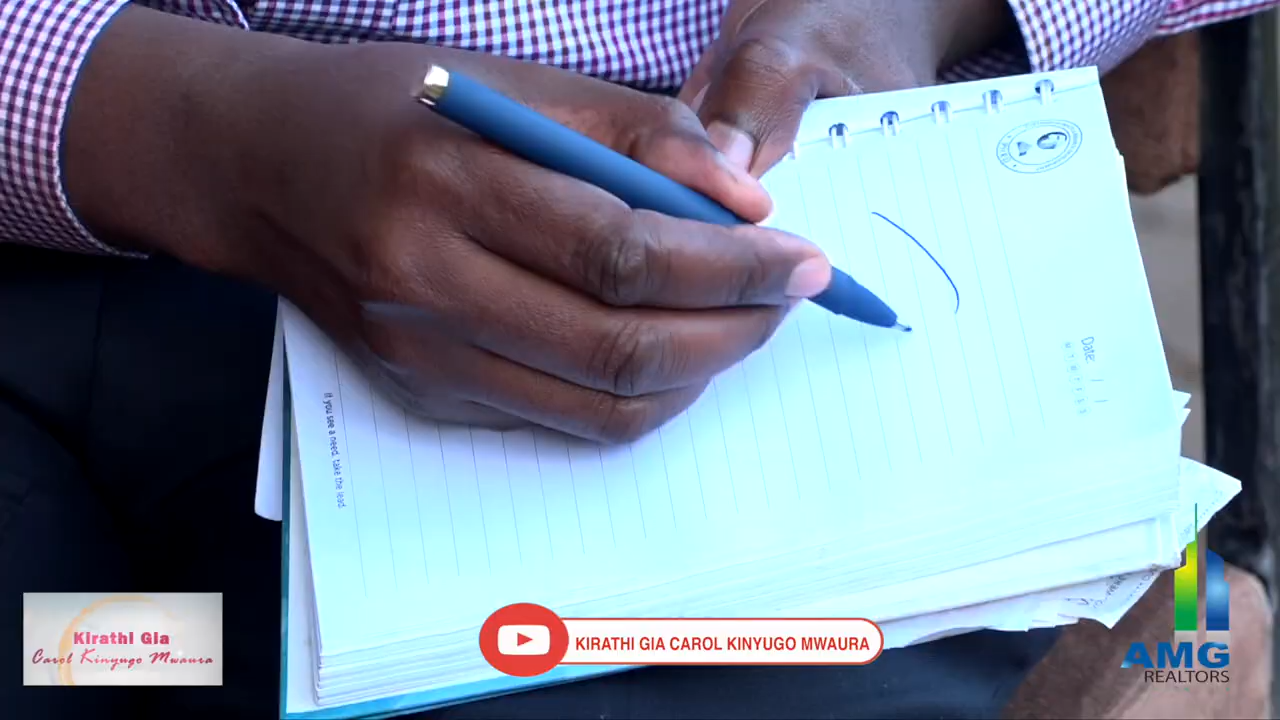 Date: / /
If you see a need, take the lead.
Kirathi Gia
Carol Kinyugo Mwaura
KIRATHI GIA CAROL KINYUGO MWAURA
AMG
REALTORS